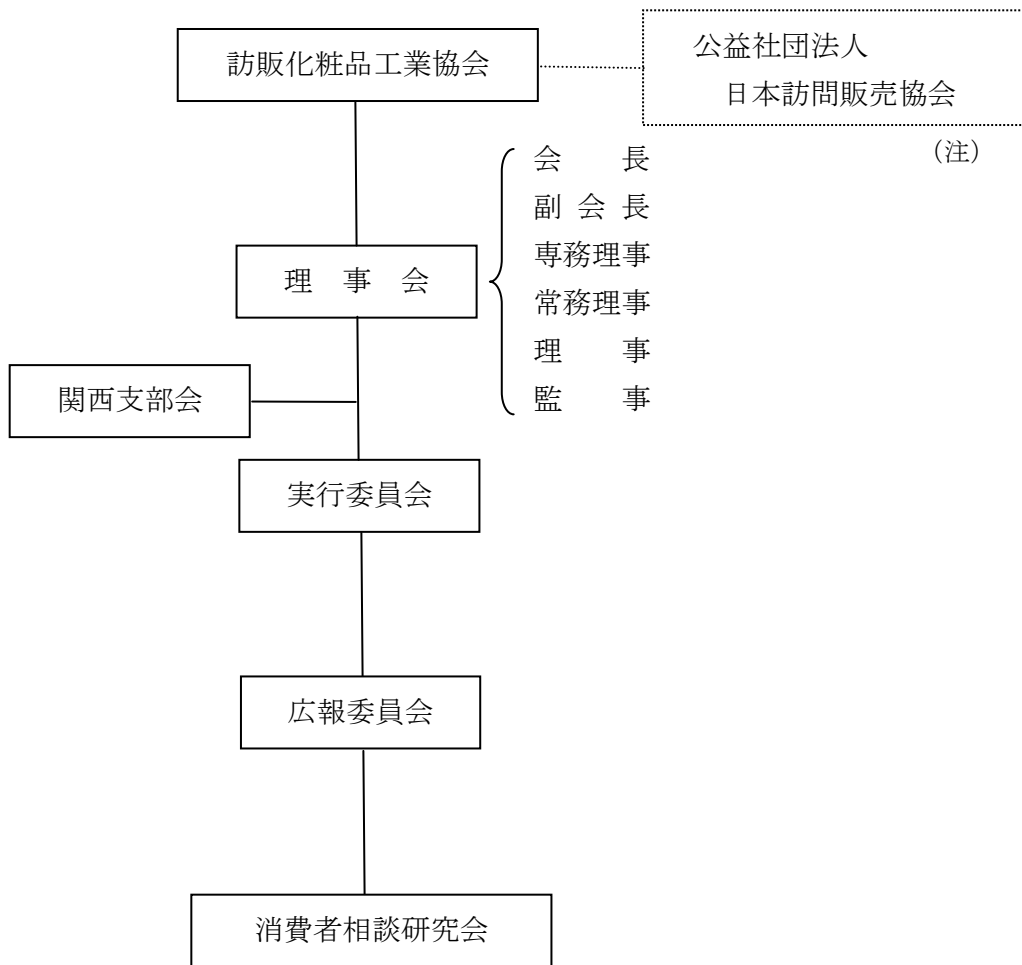 訪販化粧品工業協会
公益社団法人
日本訪問販売協会
（注）
会　　長
副 会 長
専務理事
常務理事
理　　事
監　　事
理　事　会
関西支部会
実行委員会
広報委員会
消費者相談研究会